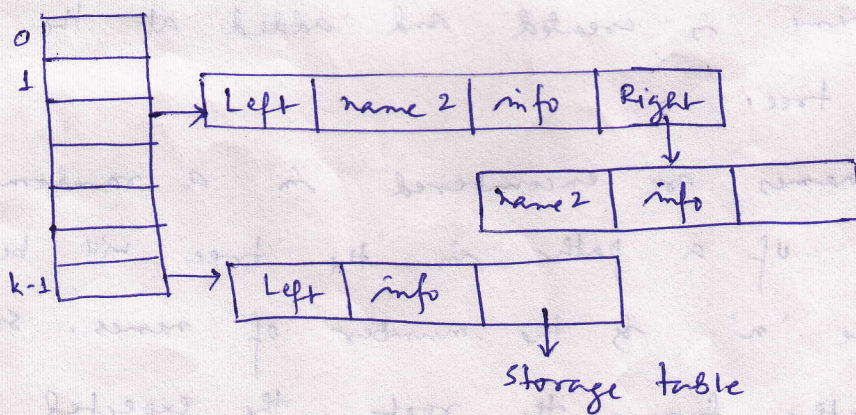 0
1
Left name 2 info Right
name 2 info
k-1
Left info
Storage table